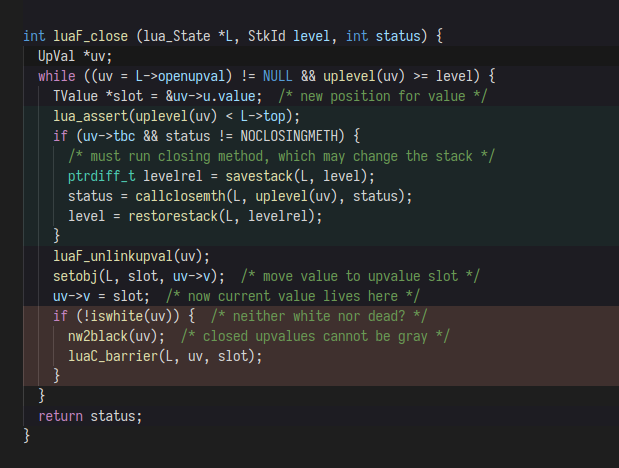 int luaF_close (lua_State *L, StkId level, int status) {
  UpVal *uv;
  while ((uv = L->openupval) != NULL && uplevel(uv) >= level) {
    TValue *slot = &uv->u.value;  /* new position for value */
    lua_assert(uplevel(uv) < L->top);
    if (uv->tbc && status != NOCLOSINGMETH) {
      /* must run closing method, which may change the stack */
      ptrdiff_t levelrel = savestack(L, level);
      status = callclosemth(L, uplevel(uv), status);
      level = restorestack(L, levelrel);
    }
    luaF_unlinkupval(uv);
    setobj(L, slot, uv->v);  /* move value to upvalue slot */
    uv->v = slot;  /* now current value lives here */
    if (!iswhite(uv)) {  /* neither white nor dead? */
      nw2black(uv);  /* closed upvalues cannot be gray */
      luaC_barrier(L, uv, slot);
    }
  }
  return status;
}